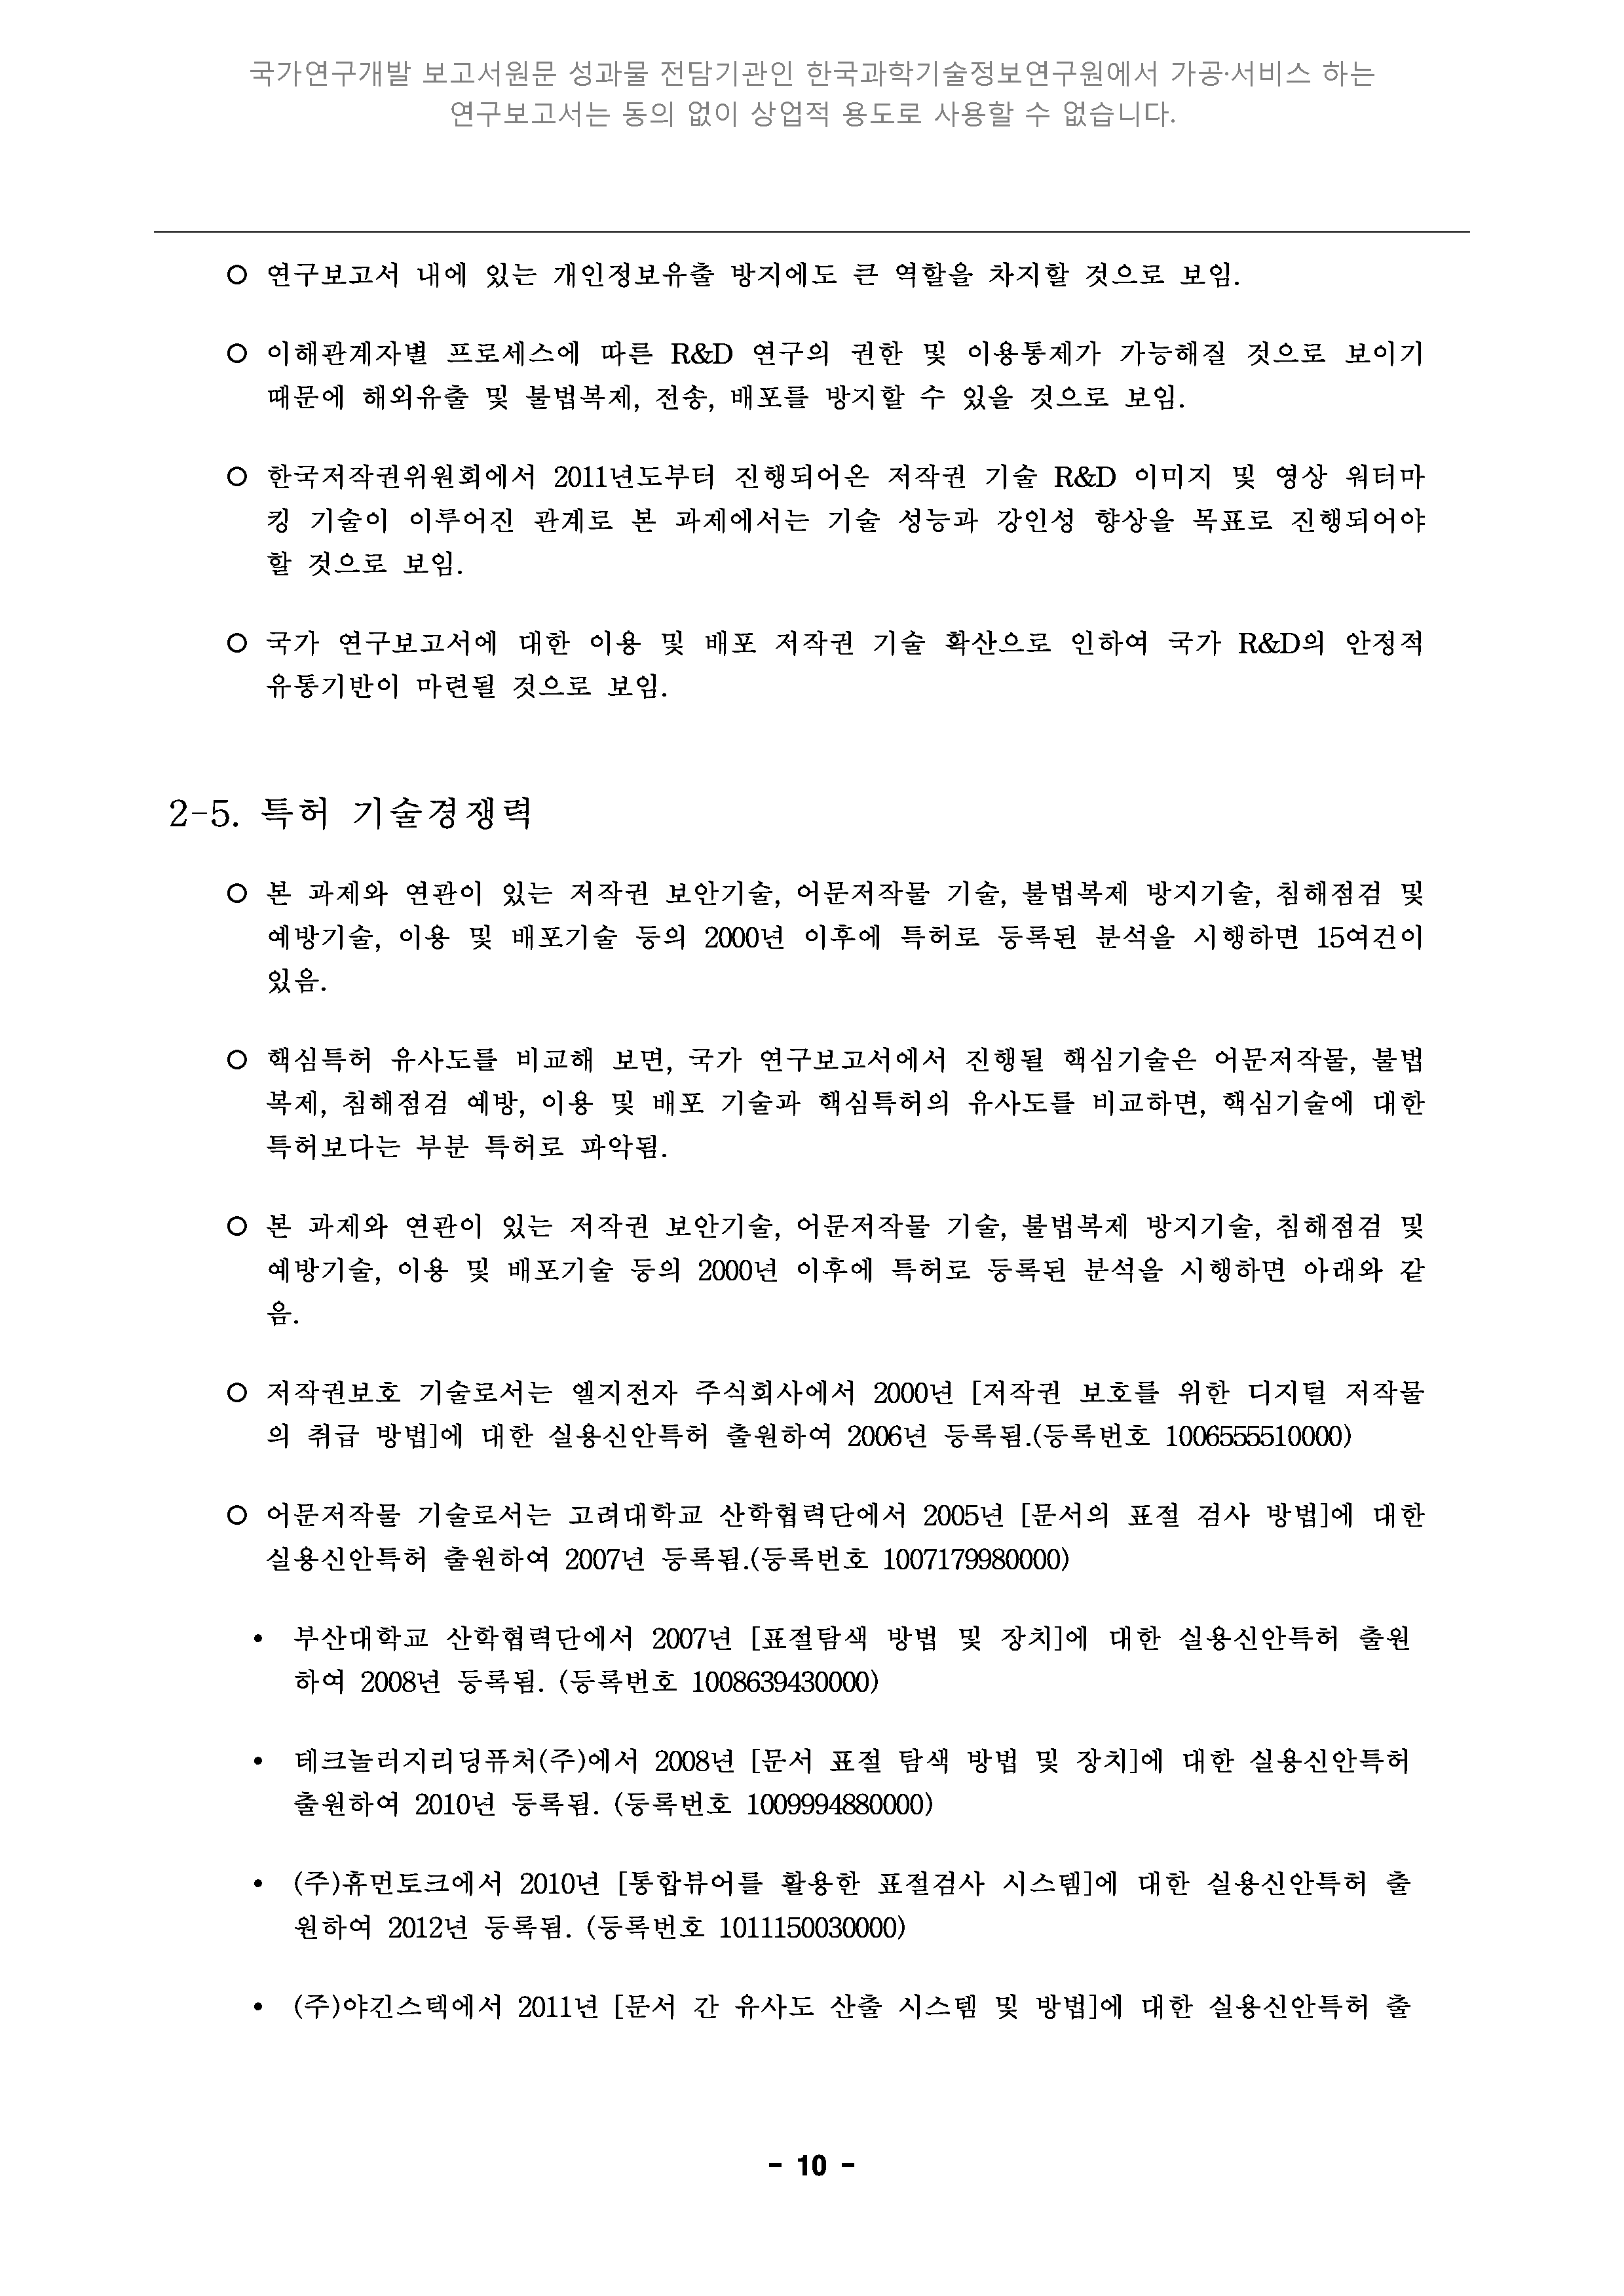 국가연구개발 보고서원문 성과물 전담기관인 한국과학기술정보연구원에서 가공·서비스 하는
연구보고서는 동의 없이 상업적 용도로 사용할 수 없습니다.
○ 연구보고서 내에 있는 개인정보유출 방지에도 큰 역할을 차지할 것으로 보임.
○ 이해관계자별 프로세스에 따른 R&D 연구의 권한 및 이용통제가 가능해질 것으로 보이기
때문에 해외유출 및 불법복제, 전송, 배포를 방지할 수 있을 것으로 보임.
○ 한국저작권위원회에서 2011년도부터 진행되어온 저작권 기술 R&D 이미지 및 영상 워터마
킹 기술이 이루어진 관계로 본 과제에서는 기술 성능과 강인성 향상을 목표로 진행되어야
할 것으로 보임.
○ 국가 연구보고서에 대한 이용 및 배포 저작권 기술 확산으로 인하여 국가 R&D의 안정적
유통기반이 마련될 것으로 보임.
2-5. 특허 기술경쟁력
○ 본 과제와 연관이 있는 저작권 보안기술, 어문저작물 기술, 불법복제 방지기술, 침해점검 및
예방기술, 이용 및 배포기술 등의 2000년 이후에 특허로 등록된 분석을 시행하면 15여건이
있음.
○ 핵심특허 유사도를 비교해 보면, 국가 연구보고서에서 진행될 핵심기술은 어문저작물, 불법
복제, 침해점검 예방, 이용 및 배포 기술과 핵심특허의 유사도를 비교하면, 핵심기술에 대한
특허보다는 부분 특허로 파악됨.
○ 본 과제와 연관이 있는 저작권 보안기술, 어문저작물 기술, 불법복제 방지기술, 침해점검 및
예방기술, 이용 및 배포기술 등의 2000년 이후에 특허로 등록된 분석을 시행하면 아래와 같
음.
○ 저작권보호 기술로서는 엘지전자 주식회사에서 2000년 [저작권 보호를 위한 디지털 저작물
의 취급 방법]에 대한 실용신안특허 출원하여 2006년 등록됨.(등록번호 1006555510000)
○ 어문저작물 기술로서는 고려대학교 산학협력단에서 2005년 [문서의 표절 검사 방법]에 대한
실용신안특허 출원하여 2007년 등록됨.(등록번호 1007179980000)
• 부산대학교 산학협력단에서 2007년 [표절탐색 방법 및 장치]에 대한 실용신안특허 출원
하여 2008년 등록됨. (등록번호 1008639430000)
• 테크놀러지리딩퓨처(주)에서 2008년 [문서 표절 탐색 방법 및 장치]에 대한 실용신안특허
출원하여 2010년 등록됨. (등록번호 1009994880000)
• (주)휴먼토크에서 2010년 [통합뷰어를 활용한 표절검사 시스템]에 대한 실용신안특허 출
원하여 2012년 등록됨. (등록번호 1011150030000)
• (주)야긴스텍에서 2011년 [문서 간 유사도 산출 시스템 및 방법]에 대한 실용신안특허 출
- 10 -